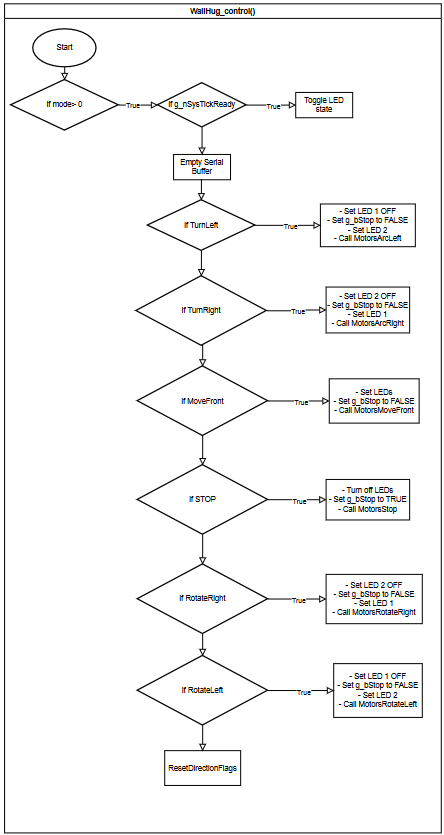 WallHug_control()
Start
If mode> 0
True
If g_nSysTickReady
True
Toggle LED
state
Empty Serial
Buffer
If TurnLeft
True
- Set LED 1 OFF
- Set g_bStop to FALSE
- Set LED 2
- Call MotorsArcLeft
If TurnRight
True
- Set LED 2 OFF
- Set g_bStop to FALSE
- Set LED 1
- Call MotorsArcRight
If MoveFront
True
- Set LEDs
- Set g_bStop to FALSE
- Call MotorsMoveFront
If STOP
True
- Turn off LEDs
- Set g_bStop to TRUE
- Call MotorsStop
If RotateRight
True
- Set LED 2 OFF
- Set g_bStop to FALSE
- Set LED 1
- Call MotorsRotateRight
If RotateLeft
True
- Set LED 1 OFF
- Set g_bStop to FALSE
- Set LED 2
- Call MotorsRotateLeft
ResetDirectionFlags